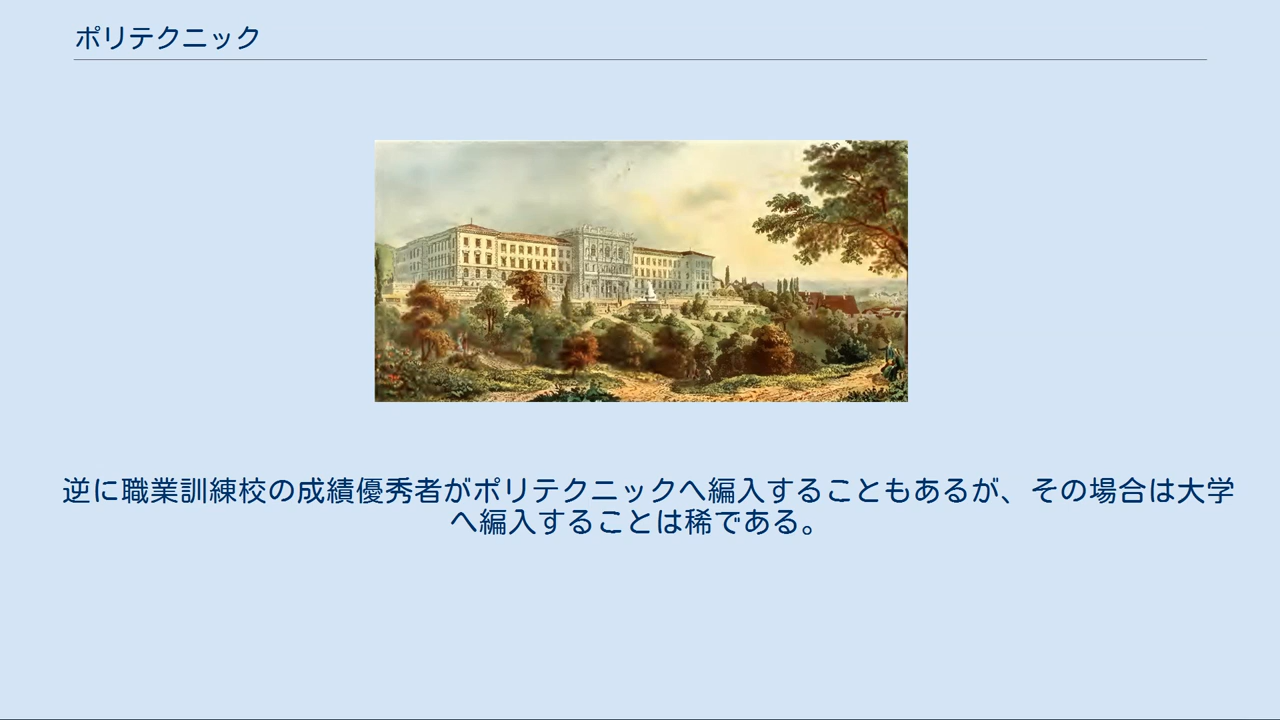 ポリテクニック
逆に職業訓練校の成績優秀者がポリテクニックへ編入することもあるが、その場合は大学
へ編入することは稀である。